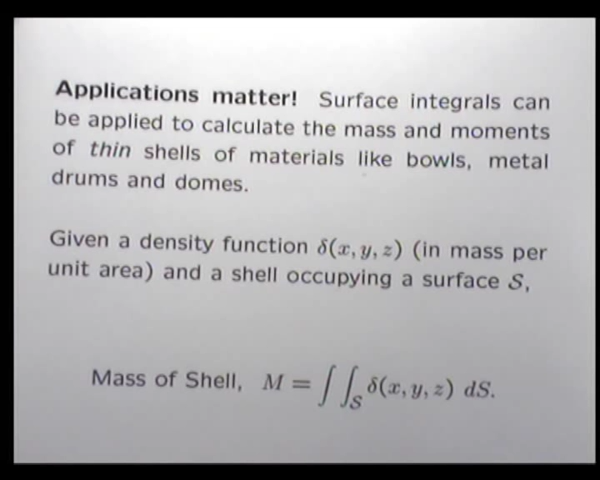 Applications matter! Surface integrals can
be applied to calculate the mass and moments
of thin shells of materials like bowls, metal
drums and domes.
Given a density function δ(x, y, z) (in mass per
unit area) and a shell occupying a surface S,
Mass of Shell, M = ∫∫_S δ(x, y, z) dS.